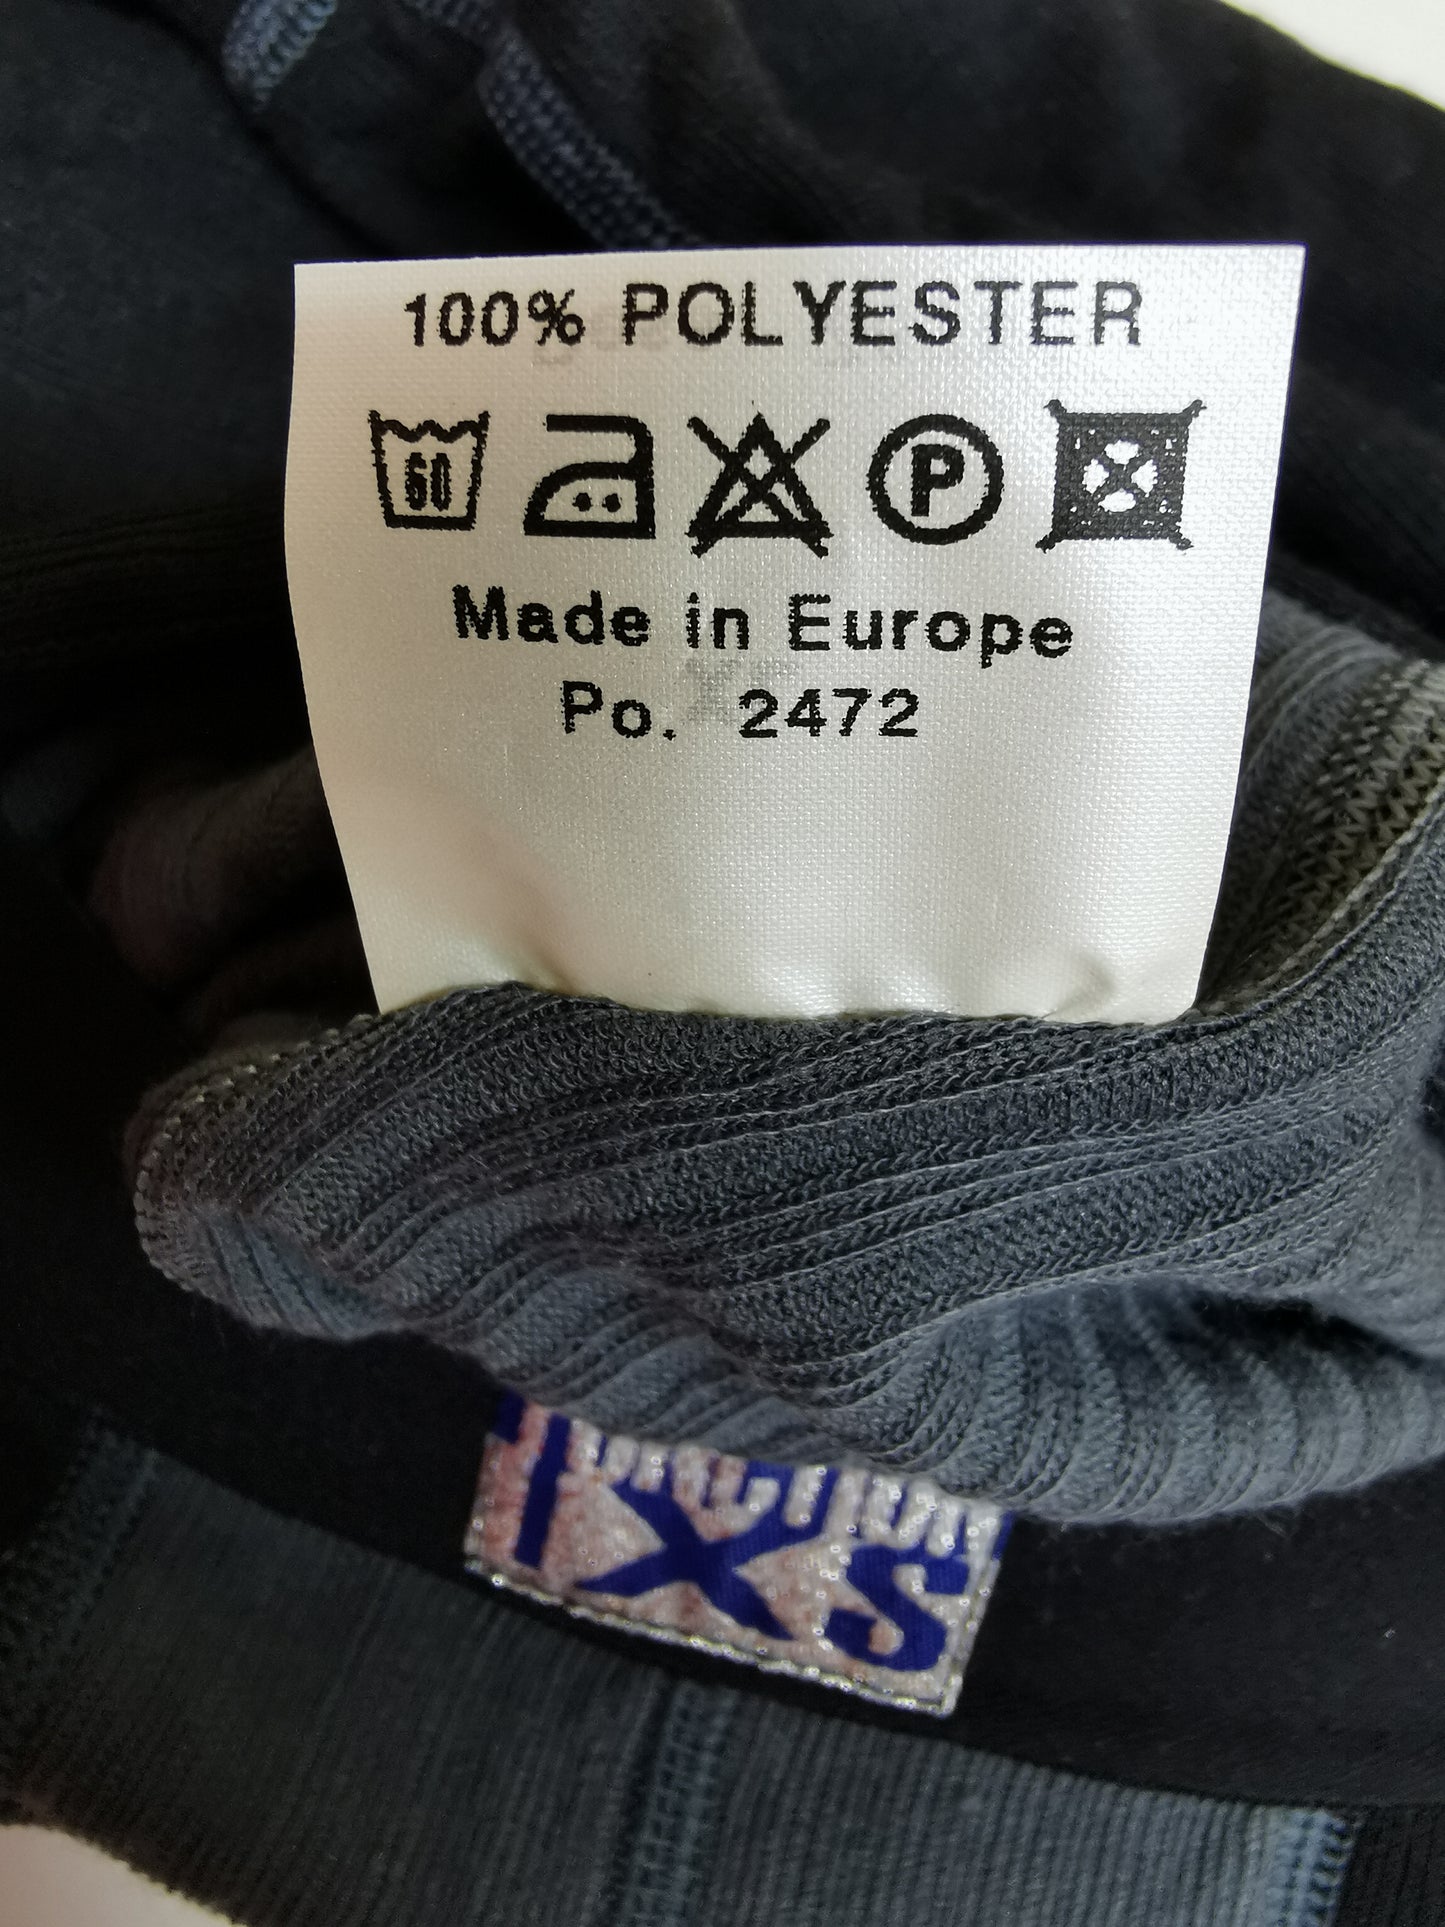 100% POLYESTER
60
P
Made in Europe
Po. 2472
XS